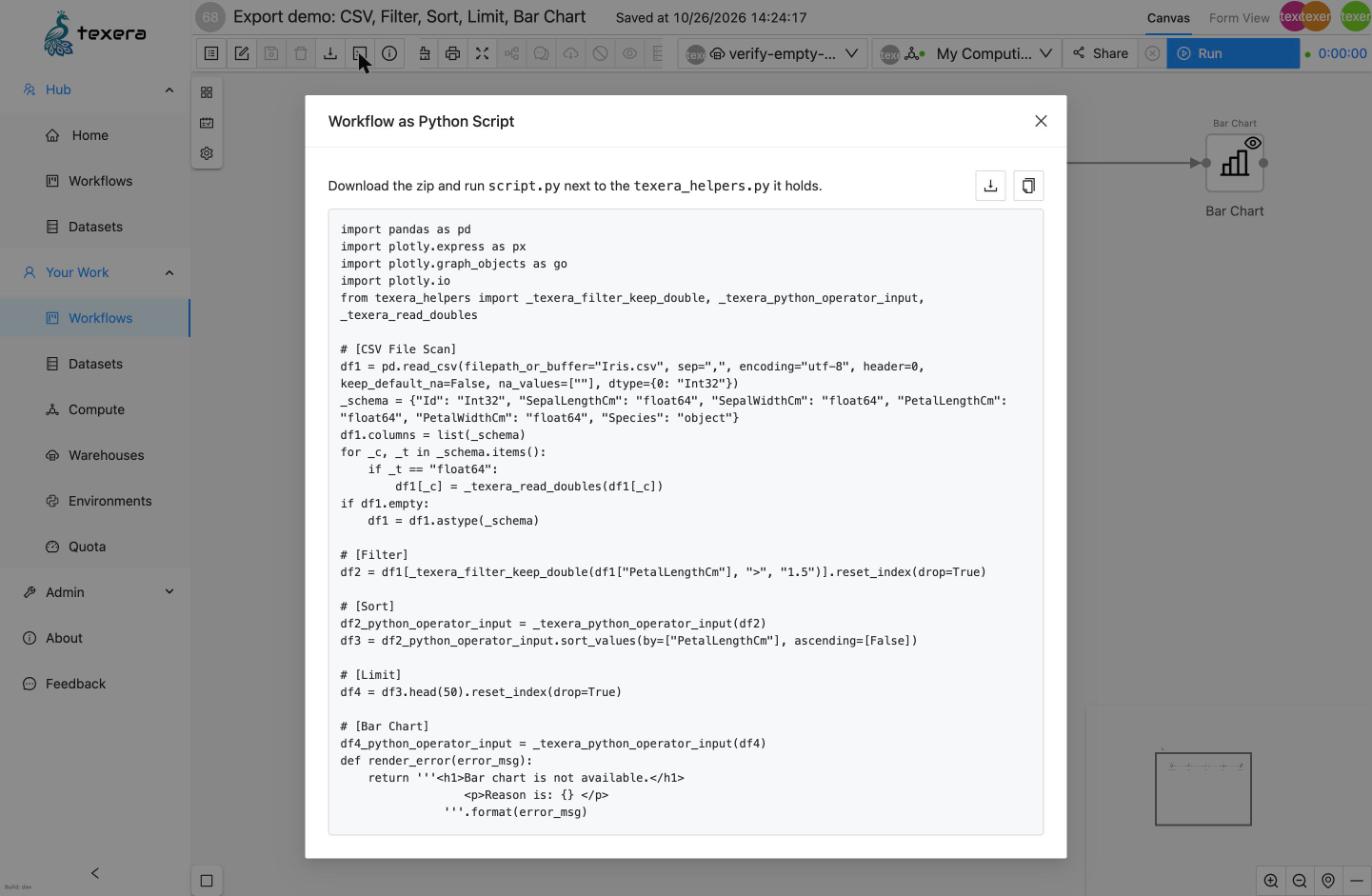 texera
68 Export demo: CSV, Filter, Sort, Limit, Bar Chart Saved at 10/26/2026 14:24:17
Canvas Form View texe texer texer
texe verify-empty-... texe My Computi... Share Run 0:00:00
Hub
Home
Workflows
Datasets
Your Work
Workflows
Datasets
Compute
Warehouses
Environments
Quota
Admin
About
Feedback
Build: dev
Bar Chart
Bar Chart
Workflow as Python Script
Download the zip and run script.py next to the texera_helpers.py it holds.
import pandas as pd
import plotly.express as px
import plotly.graph_objects as go
import plotly.io
from texera_helpers import _texera_filter_keep_double, _texera_python_operator_input,
_texera_read_doubles
# [CSV File Scan]
df1 = pd.read_csv(filepath_or_buffer="Iris.csv", sep=",", encoding="utf-8", header=0,
keep_default_na=False, na_values=[""], dtype={0: "Int32"})
_schema = {"Id": "Int32", "SepalLengthCm": "float64", "SepalWidthCm": "float64", "PetalLengthCm":
"float64", "PetalWidthCm": "float64", "Species": "object"}
df1.columns = list(_schema)
for _c, _t in _schema.items():
    if _t == "float64":
        df1[_c] = _texera_read_doubles(df1[_c])
if df1.empty:
    df1 = df1.astype(_schema)
# [Filter]
df2 = df1[_texera_filter_keep_double(df1["PetalLengthCm"], ">", "1.5")].reset_index(drop=True)
# [Sort]
df2_python_operator_input = _texera_python_operator_input(df2)
df3 = df2_python_operator_input.sort_values(by=["PetalLengthCm"], ascending=[False])
# [Limit]
df4 = df3.head(50).reset_index(drop=True)
# [Bar Chart]
df4_python_operator_input = _texera_python_operator_input(df4)
def render_error(error_msg):
    return '''<h1>Bar chart is not available.</h1>
                  <p>Reason is: {} </p>
               '''.format(error_msg)